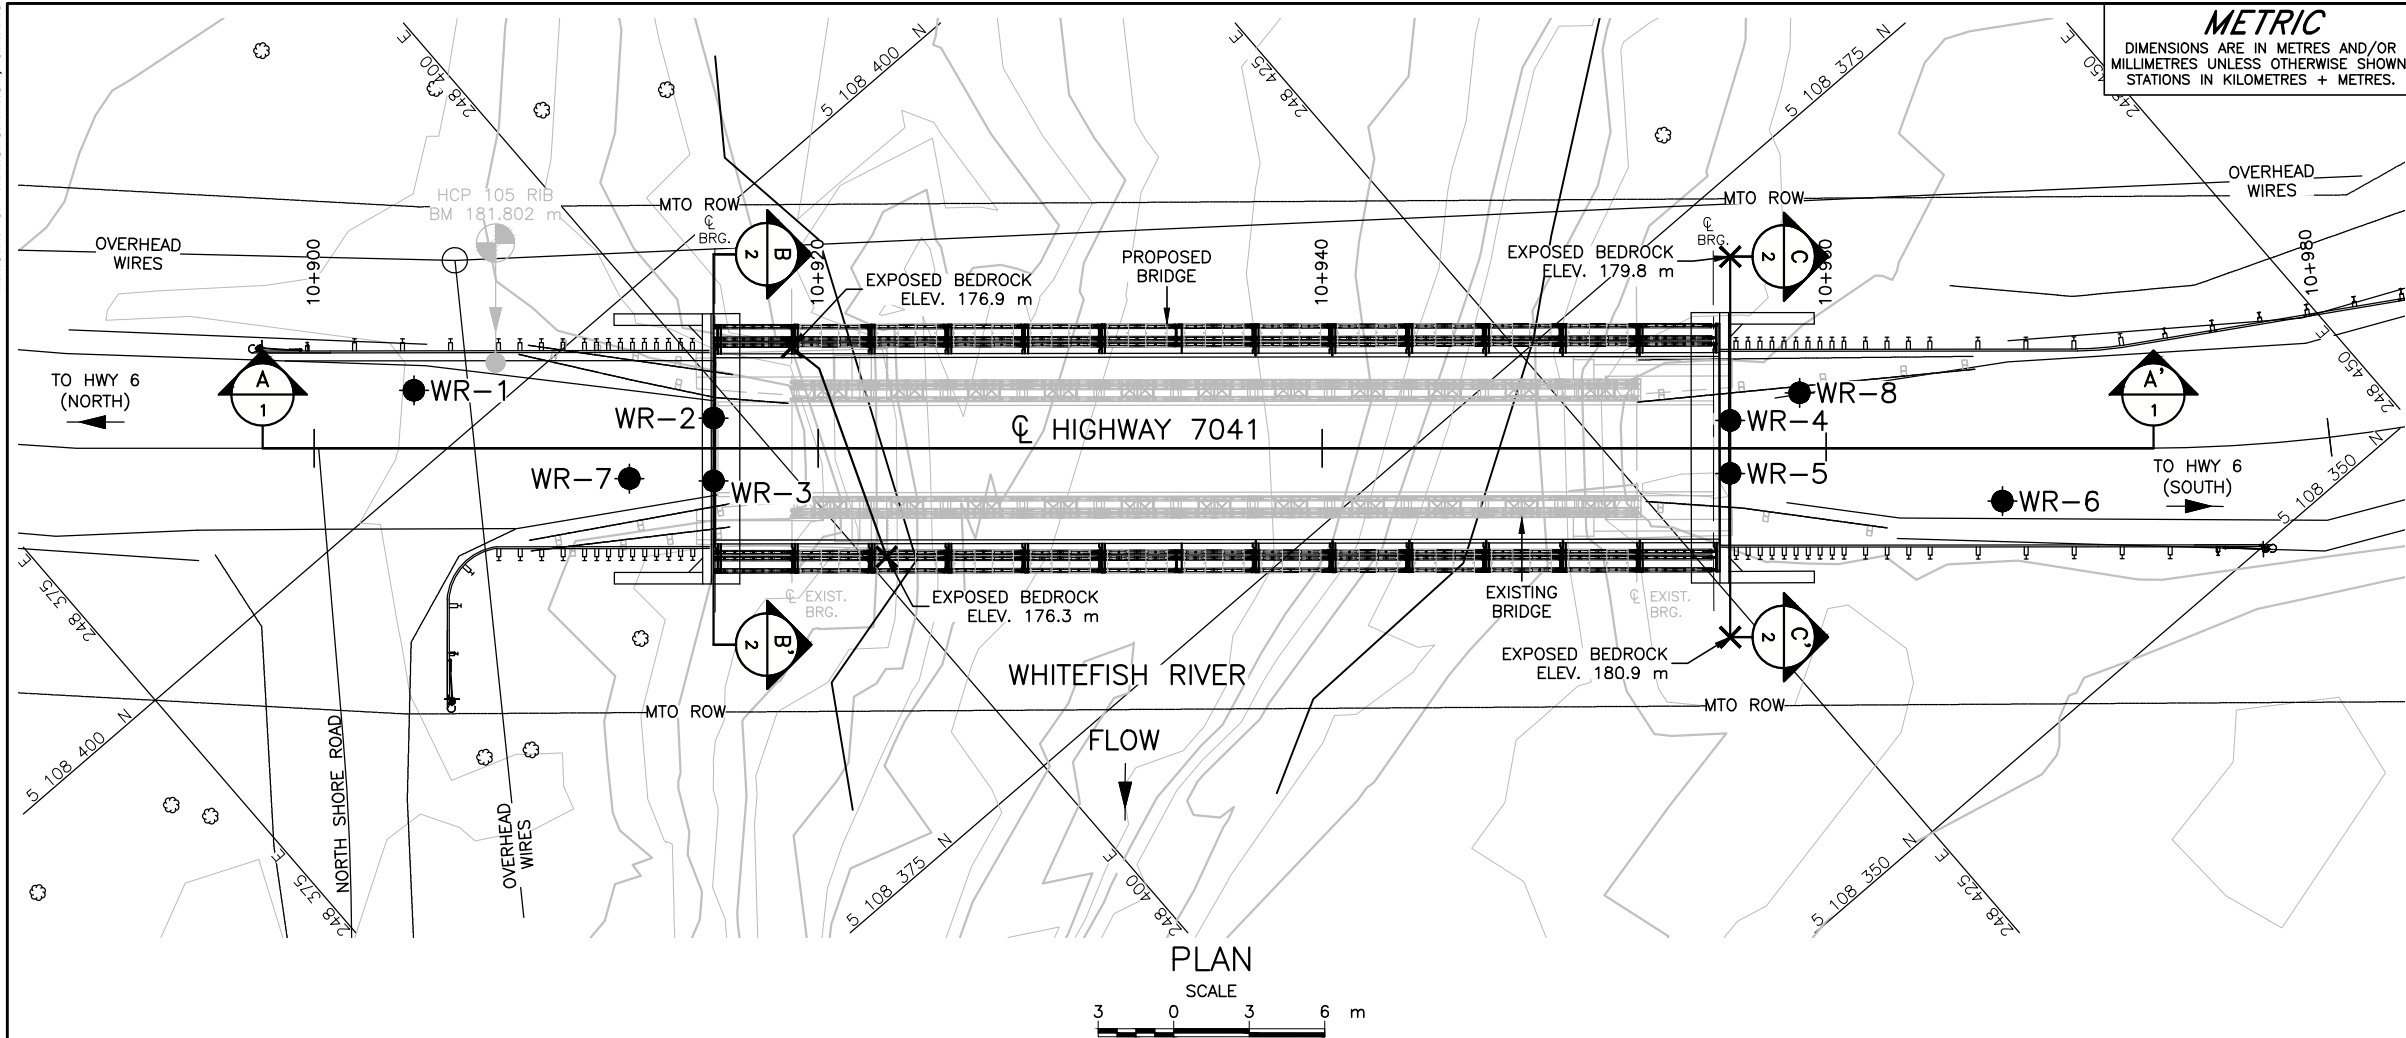 METRIC
DIMENSIONS ARE IN METRES AND/OR
MILLIMETRES UNLESS OTHERWISE SHOWN
STATIONS IN KILOMETRES + METRES.
E
248 400
5 108 400 N
E
248 425
5 108 375 N
E
HCP 105 RIB
BM 181.802 m
MTO ROW
MTO ROW
OVERHEAD
WIRES
OVERHEAD
WIRES
℄
BRG.
℄
BRG.
10+900
10+920
10+940
10+960
10+980
B
2
C
2
EXPOSED BEDROCK
ELEV. 176.9 m
PROPOSED
BRIDGE
EXPOSED BEDROCK
ELEV. 179.8 m
E
248 450
TO HWY 6
(NORTH)
A
1
WR-1
WR-2
℄ HIGHWAY 7041
WR-8
WR-4
A'
1
WR-7
WR-3
WR-5
WR-6
TO HWY 6
(SOUTH)
5 108 350 N
E
248 375
℄ EXIST.
BRG.
EXPOSED BEDROCK
ELEV. 176.3 m
EXISTING
BRIDGE
℄ EXIST.
BRG.
B'
2
C'
2
EXPOSED BEDROCK
ELEV. 180.9 m
WHITEFISH RIVER
MTO ROW
MTO ROW
FLOW
5 108 400 N
NORTH SHORE ROAD
OVERHEAD
WIRES
E
248 375
5 108 375 N
E
248 400
5 108 350 N
E
248 425
PLAN
SCALE
3 0 3 6 m